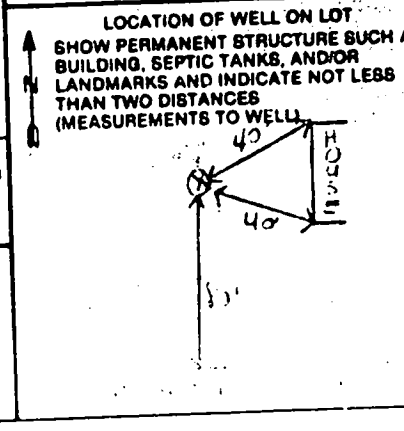 LOCATION OF WELL ON LOT
SHOW PERMANENT STRUCTURE SUCH A
BUILDING, SEPTIC TANKS, AND/OR
N LANDMARKS AND INDICATE NOT LESS
THAN TWO DISTANCES
(MEASUREMENTS TO WELL)
40
HOUSE
40